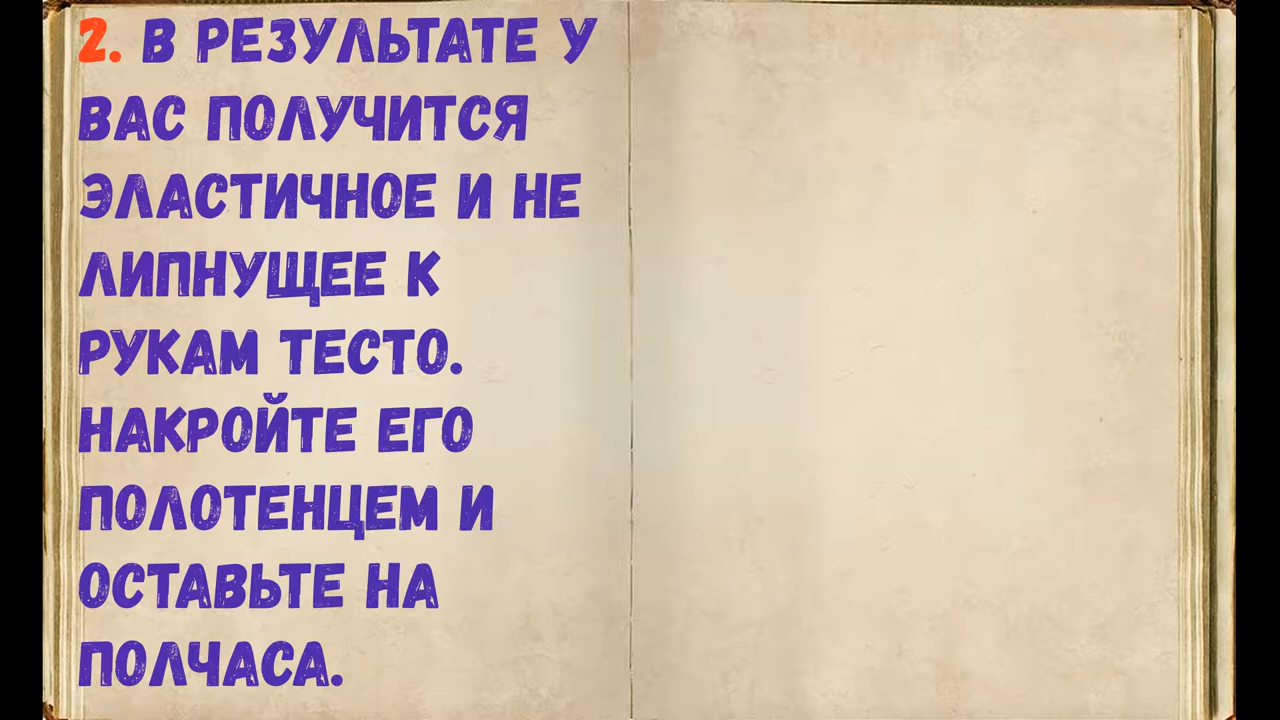 2. В РЕЗУЛЬТАТЕ У
ВАС ПОЛУЧИТСЯ
ЭЛАСТИЧНОЕ И НЕ
ЛИПНУЩЕЕ К
РУКАМ ТЕСТО.
НАКРОЙТЕ ЕГО
ПОЛОТЕНЦЕМ И
ОСТАВЬТЕ НА
ПОЛЧАСА.